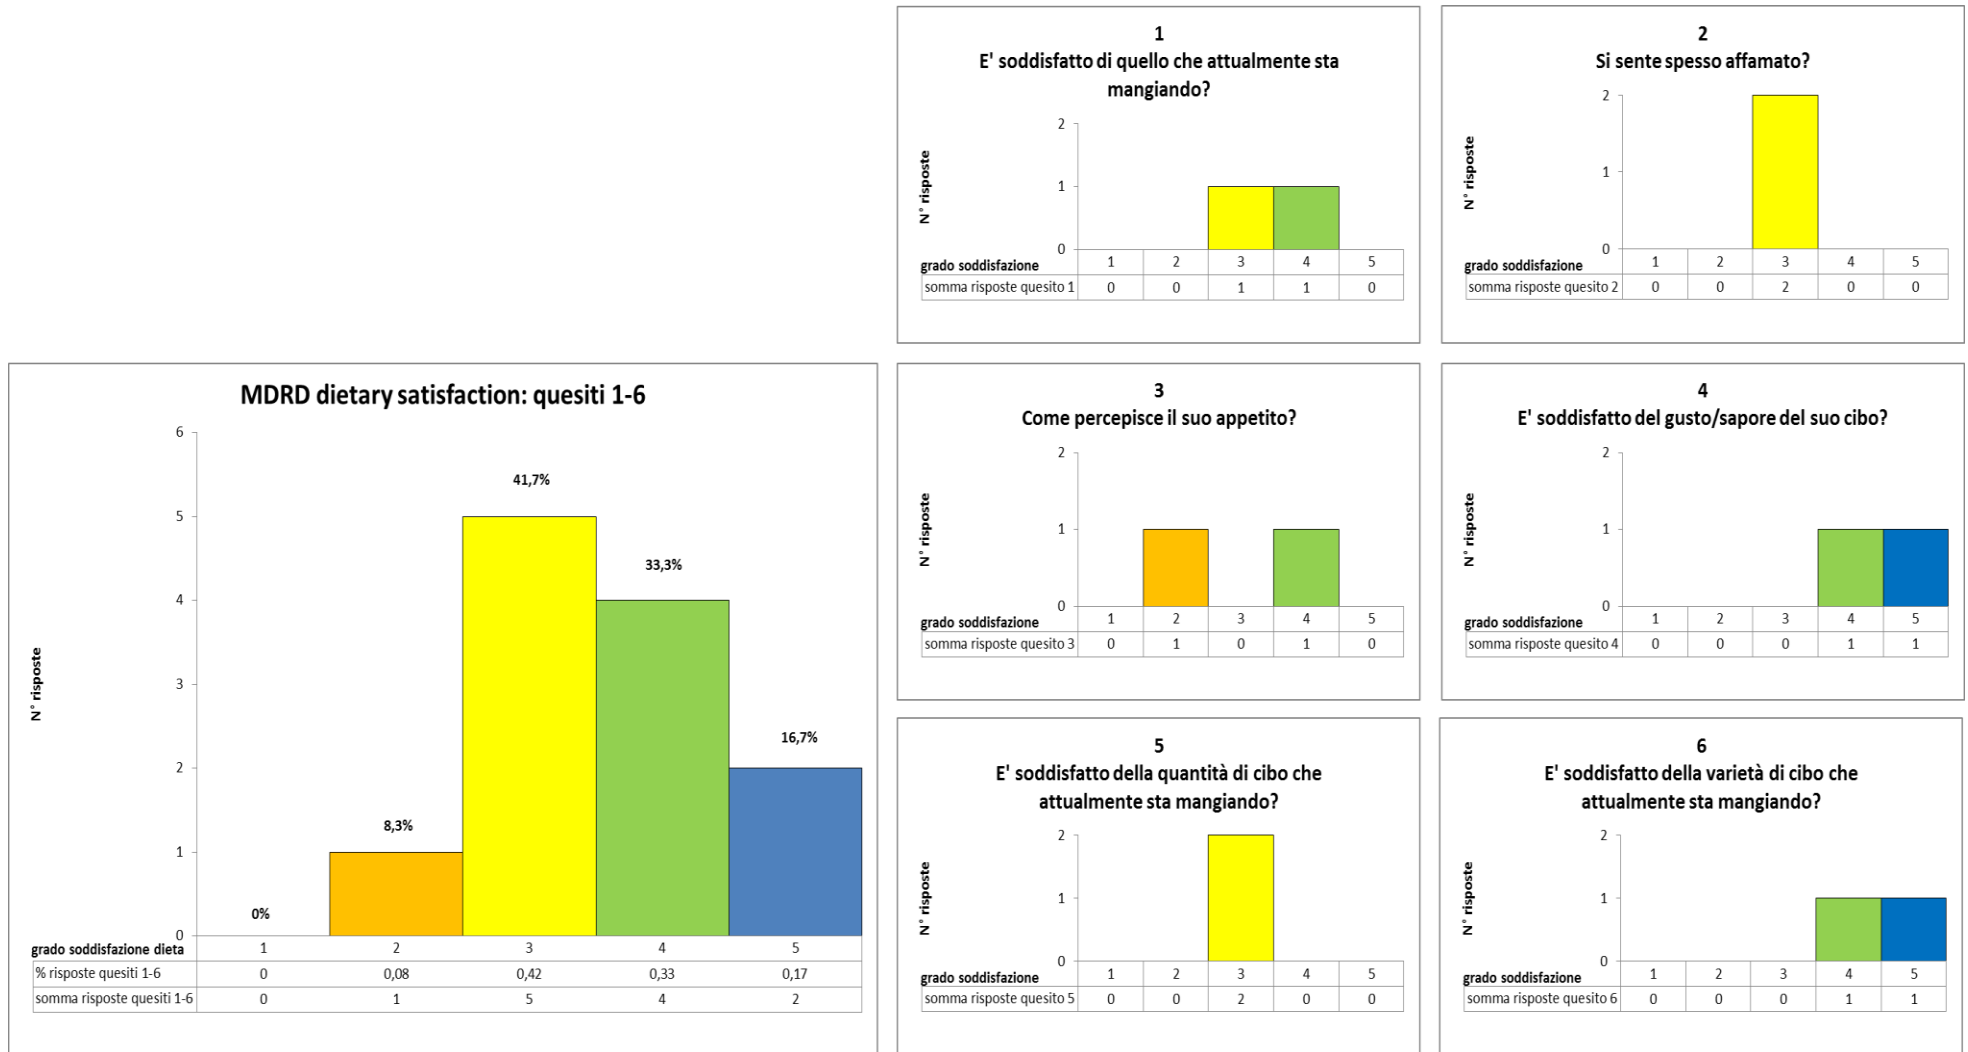 1
E' soddisfatto di quello che attualmente sta
mangiando?
N° risposte
2
1
0
grado soddisfazione 1 2 3 4 5
somma risposte quesito 1 0 0 1 1 0
2
Si sente spesso affamato?
N° risposte
2
1
0
grado soddisfazione 1 2 3 4 5
somma risposte quesito 2 0 0 2 0 0
MDRD dietary satisfaction: quesiti 1-6
N° risposte
6
5
4
3
2
1
0
0%
8,3%
41,7%
33,3%
16,7%
grado soddisfazione dieta 1 2 3 4 5
% risposte quesiti 1-6 0 0,08 0,42 0,33 0,17
somma risposte quesiti 1-6 0 1 5 4 2
3
Come percepisce il suo appetito?
N° risposte
2
1
0
grado soddisfazione 1 2 3 4 5
somma risposte quesito 3 0 1 0 1 0
4
E' soddisfatto del gusto/sapore del suo cibo?
N° risposte
2
1
0
grado soddisfazione 1 2 3 4 5
somma risposte quesito 4 0 0 0 1 1
5
E' soddisfatto della quantità di cibo che
attualmente sta mangiando?
N° risposte
2
1
0
grado soddisfazione 1 2 3 4 5
somma risposte quesito 5 0 0 2 0 0
6
E' soddisfatto della varietà di cibo che
attualmente sta mangiando?
N° risposte
2
1
0
grado soddisfazione 1 2 3 4 5
somma risposte quesito 6 0 0 0 1 1